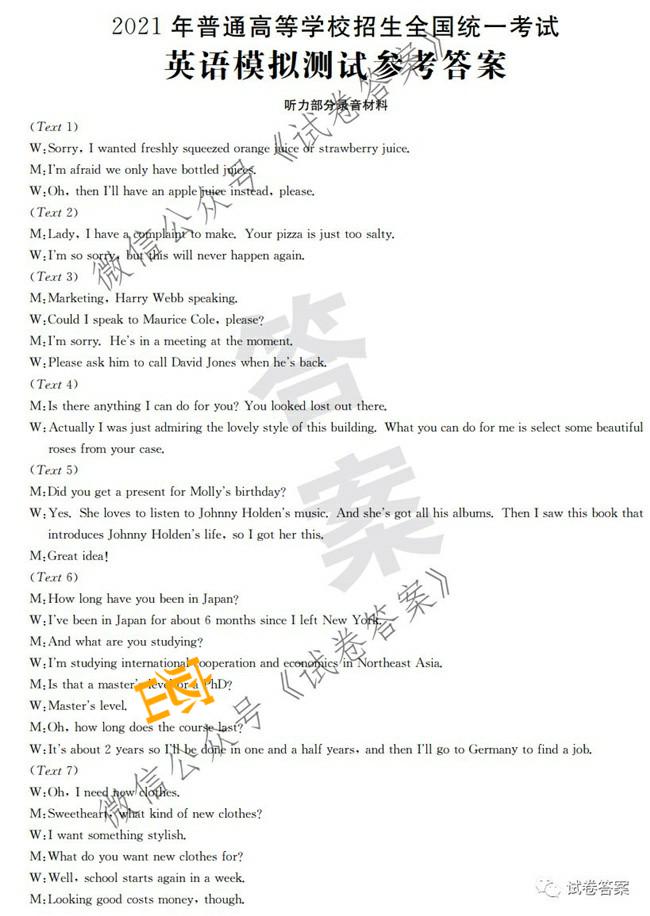 2021年普通高等学校招生全国统一考试
英语模拟测试参考答案
听力部分录音材料
(Text 1)
W:Sorry, I wanted freshly squeezed orange juice or strawberry juice.
M:I'm afraid we only have bottled juices.
W:Oh, then I'll have an apple juice instead, please.
(Text 2)
M:Lady, I have a complaint to make. Your pizza is just too salty.
W:I'm so sorry, but this will never happen again.
(Text 3)
M:Marketing, Harry Webb speaking.
W:Could I speak to Maurice Cole, please?
M:I'm sorry. He's in a meeting at the moment.
W:Please ask him to call David Jones when he's back.
(Text 4)
M:Is there anything I can do for you? You looked lost out there.
W:Actually I was just admiring the lovely style of this building. What you can do for me is select some beautiful
roses from your case.
(Text 5)
M:Did you get a present for Molly's birthday?
W:Yes. She loves to listen to Johnny Holden's music. And she's got all his albums. Then I saw this book that
introduces Johnny Holden's life, so I got her this.
M:Great idea!
(Text 6)
M:How long have you been in Japan?
W:I've been in Japan for about 6 months since I left New York.
M:And what are you studying?
W:I'm studying international cooperation and economics in Northeast Asia.
M:Is that a master's level or a PhD?
W:Master's level.
M:Oh, how long does the course last?
W:It's about 2 years so I'll be done in one and a half years, and then I'll go to Germany to find a job.
(Text 7)
W:Oh, I need new clothes.
M:Sweetheart, what kind of new clothes?
W:I want something stylish.
M:What do you want new clothes for?
W:Well, school starts again in a week.
M:Looking good costs money, though.
微信公众号《试卷答案》
答案
微信公众号《试卷答案》
试卷答案